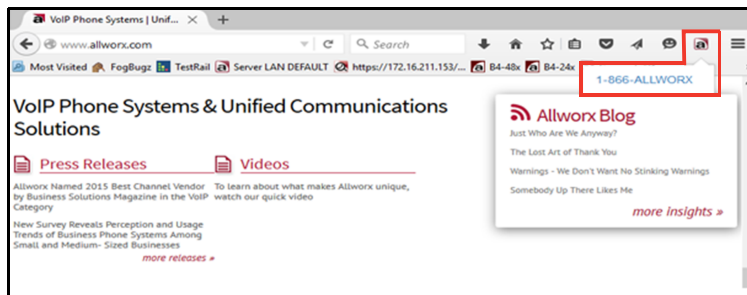 VoIP Phone Systems | Unif...
www.allworx.com
Search
Most Visited FogBugz TestRail Server LAN DEFAULT https://172.16.211.153/... B4-48x B4-24x
1-866-ALLWORX
VoIP Phone Systems & Unified Communications
Solutions
Press Releases
Allworx Named 2015 Best Channel Vendor
by Business Solutions Magazine in the VoIP
Category
New Survey Reveals Perception and Usage
Trends of Business Phone Systems Among
Small and Medium- Sized Businesses
more releases »
Videos
To learn about what makes Allworx unique,
watch our quick video
Allworx Blog
Just Who Are We Anyway?
The Lost Art of Thank You
Warnings - We Don't Want No Stinking Warnings
Somebody Up There Likes Me
more insights »